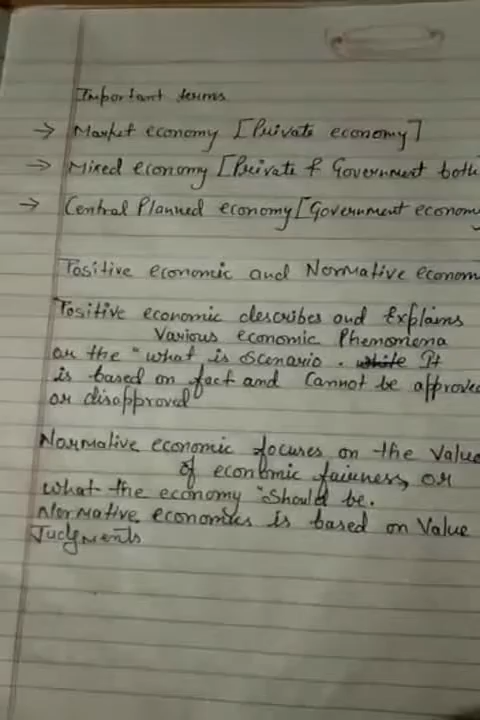 Important terms
→ Market economy [Private economy]
→ Mixed economy [Private & Government both
→ Central Planned economy [Government econom
Positive economic and Normative econom
Positive economic describes and Explains
Various economic Phenomena
or the "what is Scenario. while It
is based on fact and Cannot be approved
or disapproved
Normative economic focuses on the Value
of economic fairness, or
what the economy "Should be.
Normative economics is based on Value
Judgments